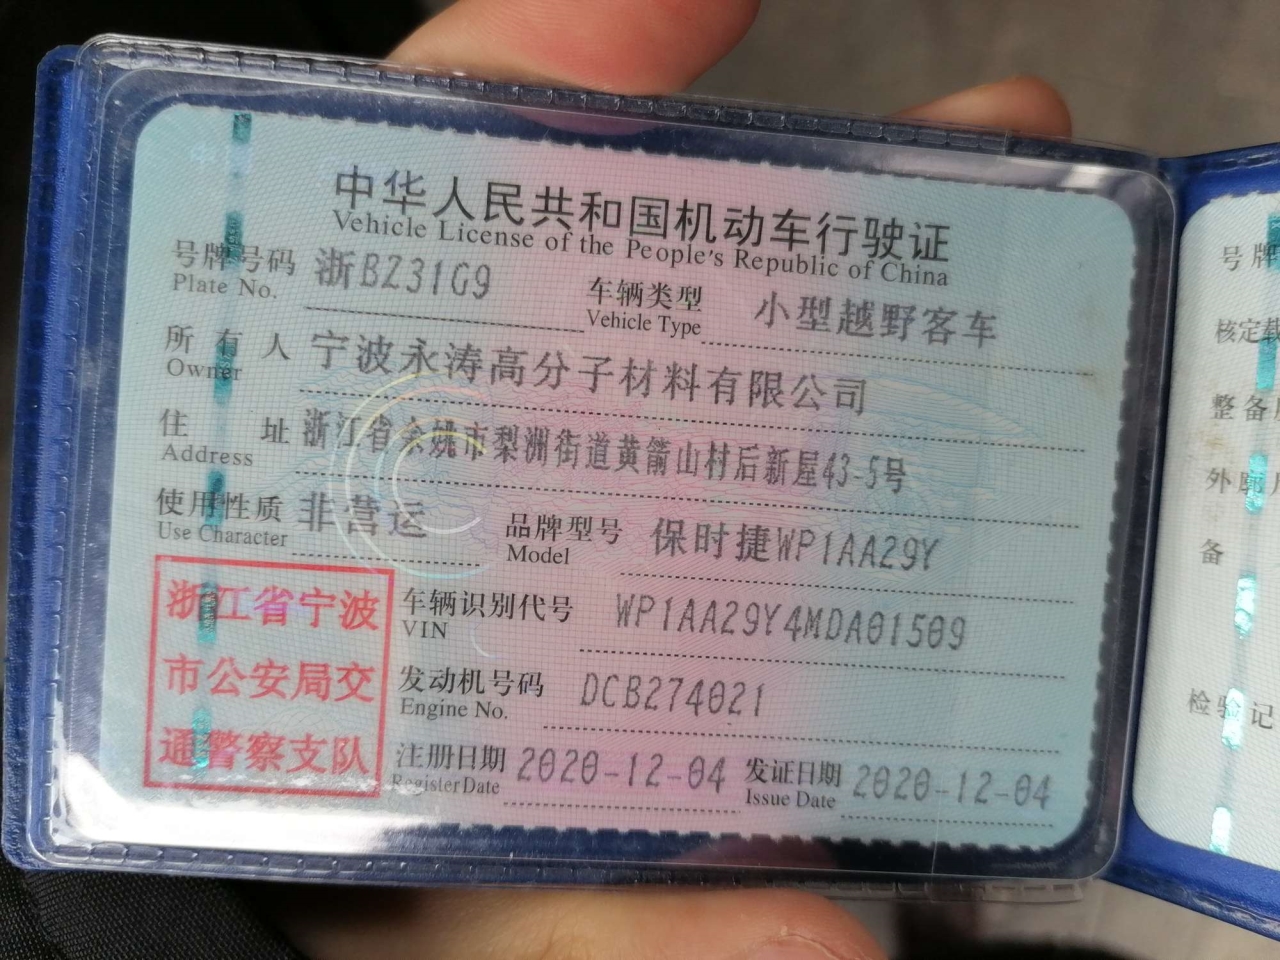 中华人民共和国机动车行驶证
Vehicle License of the People's Republic of China
号牌号码 浙BZ31G9 车辆类型 小型越野客车
Plate No. Vehicle Type
所有人 宁波永涛高分子材料有限公司
Owner
住址 浙江省余姚市梨洲街道黄箭山村后新屋43-5号
Address
使用性质 非营运 品牌型号 保时捷WP1AA29Y
Use Character Model
浙江省宁波
市公安局交
通警察支队
车辆识别代号 WP1AA29Y4MDA01509
VIN
发动机号码 DCB274021
Engine No.
注册日期 2020-12-04 发证日期 2020-12-04
Register Date Issue Date
号牌
核定载
整备
外廓
备
检验记